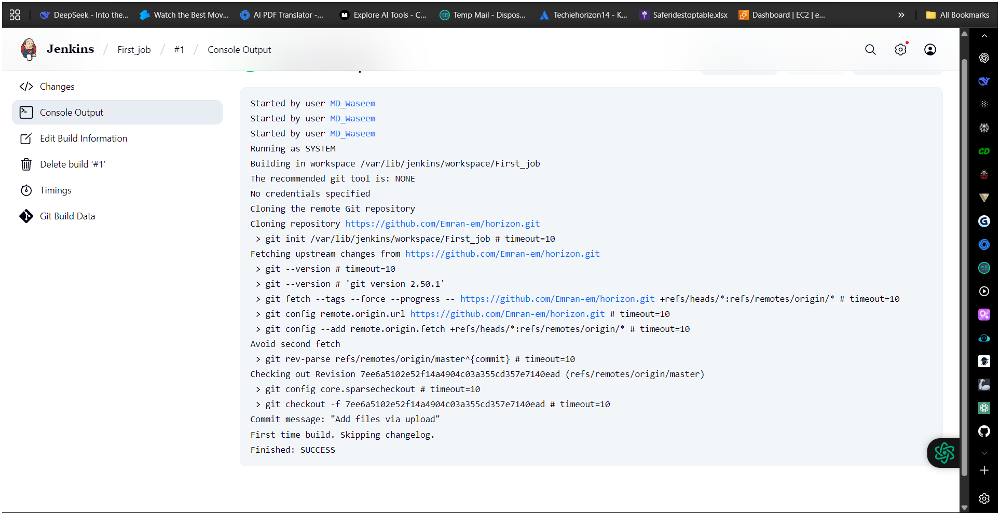 DeepSeek - Into the...
Watch the Best Mov...
AI PDF Translator -...
Explore AI Tools - C...
Temp Mail - Dispos...
Techiehorizon14 - K...
Saferidestoptable.xlsx
Dashboard | EC2 | e...
»
All Bookmarks
Jenkins / First_job / #1 / Console Output
Changes
Console Output
Edit Build Information
Delete build ‘#1’
Timings
Git Build Data
Started by user MD_Waseem
Started by user MD_Waseem
Started by user MD_Waseem
Running as SYSTEM
Building in workspace /var/lib/jenkins/workspace/First_job
The recommended git tool is: NONE
No credentials specified
Cloning the remote Git repository
Cloning repository https://github.com/Emran-em/horizon.git
> git init /var/lib/jenkins/workspace/First_job # timeout=10
Fetching upstream changes from https://github.com/Emran-em/horizon.git
> git --version # timeout=10
> git --version # 'git version 2.50.1'
> git fetch --tags --force --progress -- https://github.com/Emran-em/horizon.git +refs/heads/*:refs/remotes/origin/* # timeout=10
> git config remote.origin.url https://github.com/Emran-em/horizon.git # timeout=10
> git config --add remote.origin.fetch +refs/heads/*:refs/remotes/origin/* # timeout=10
Avoid second fetch
> git rev-parse refs/remotes/origin/master^{commit} # timeout=10
Checking out Revision 7ee6a5102e52f14a4904c03a355cd357e7140ead (refs/remotes/origin/master)
> git config core.sparsecheckout # timeout=10
> git checkout -f 7ee6a5102e52f14a4904c03a355cd357e7140ead # timeout=10
Commit message: "Add files via upload"
First time build. Skipping changelog.
Finished: SUCCESS
CD